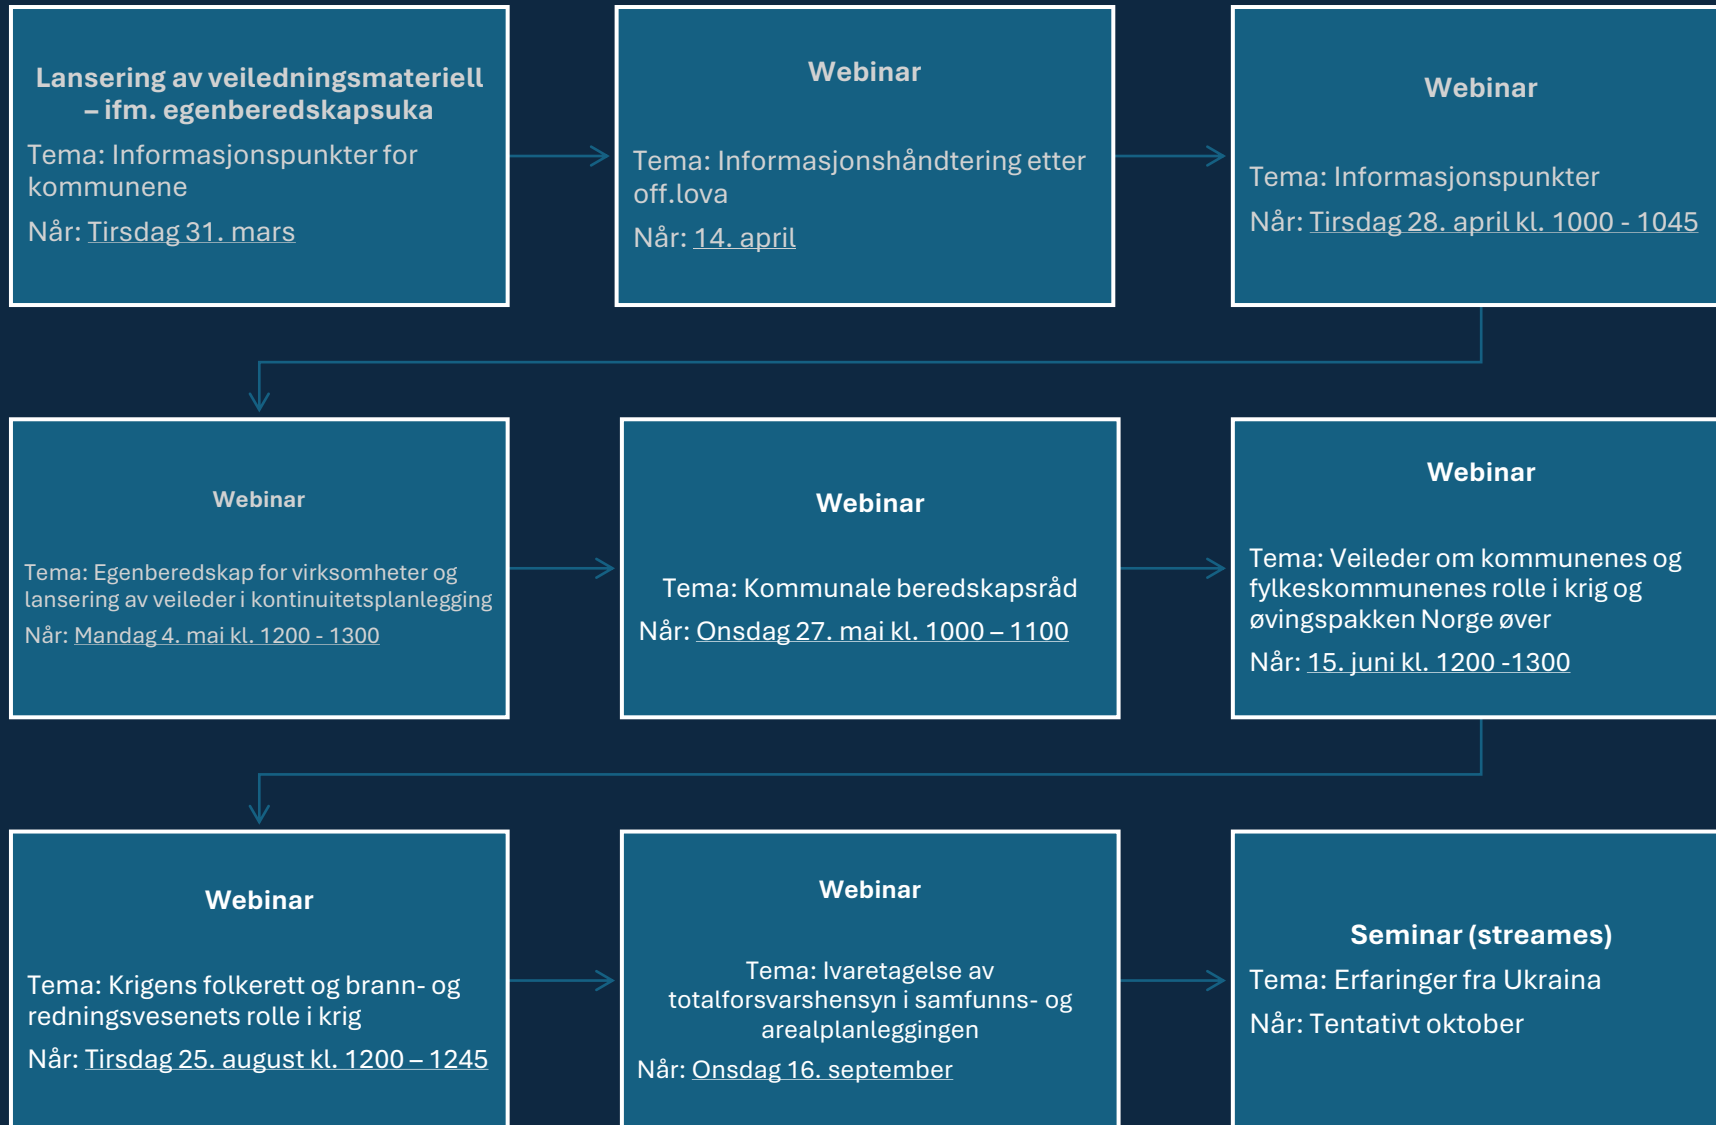 Lansering av veiledningsmateriell
– ifm. egenberedskapsuka
Tema: Informasjonspunkter for
kommunene
Når: Tirsdag 31. mars
Webinar
Tema: Informasjonshåndtering etter
off.lova
Når: 14. april
Webinar
Tema: Informasjonspunkter
Når: Tirsdag 28. april kl. 1000 - 1045
Webinar
Tema: Egenberedskap for virksomheter og
lansering av veileder i kontinuitetsplanlegging
Når: Mandag 4. mai kl. 1200 - 1300
Webinar
Tema: Kommunale beredskapsråd
Når: Onsdag 27. mai kl. 1000 – 1100
Webinar
Tema: Veileder om kommunenes og
fylkeskommunenes rolle i krig og
øvingspakken Norge øver
Når: 15. juni kl. 1200 -1300
Webinar
Tema: Krigens folkerett og brann- og
redningsvesenets rolle i krig
Når: Tirsdag 25. august kl. 1200 – 1245
Webinar
Tema: Ivaretagelse av
totalforsvarshensyn i samfunns- og
arealplanleggingen
Når: Onsdag 16. september
Seminar (streames)
Tema: Erfaringer fra Ukraina
Når: Tentativt oktober